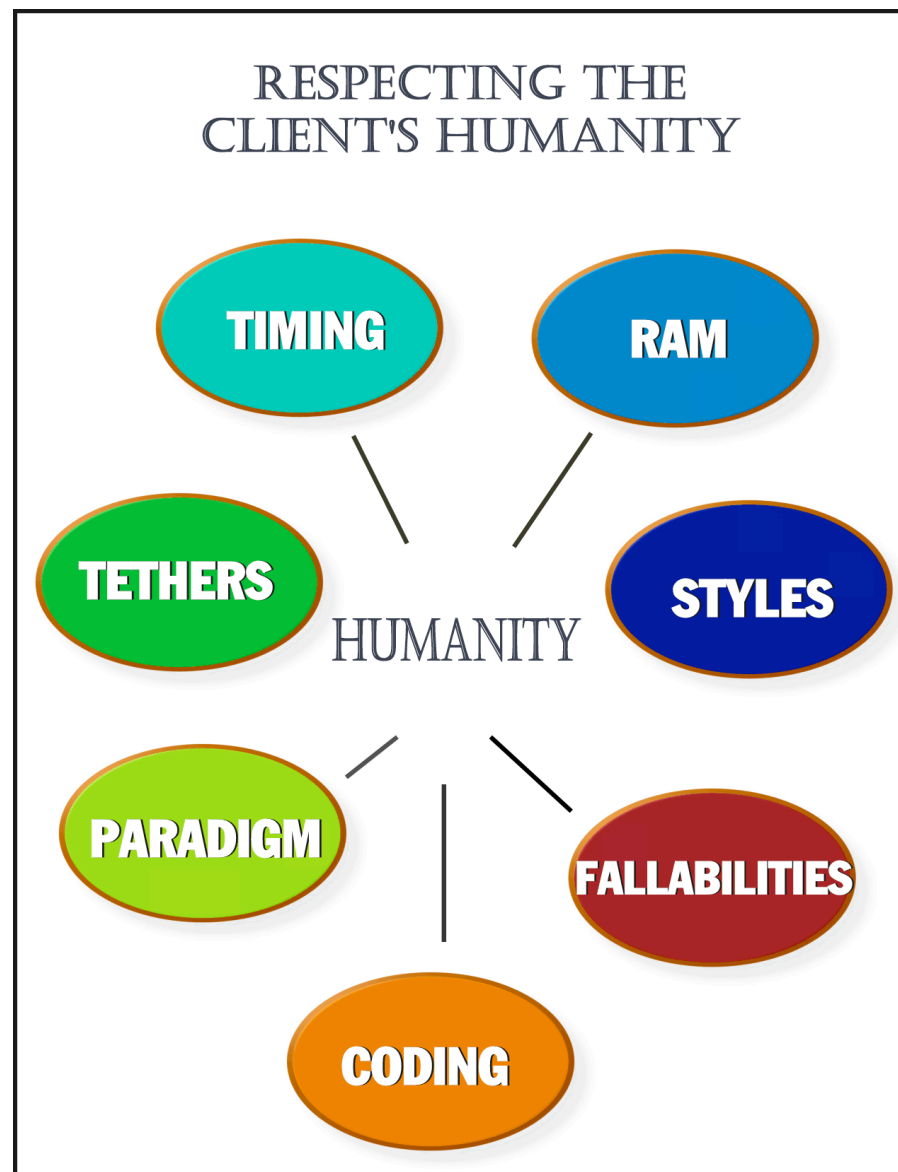 RESPECTING THE
CLIENT'S HUMANITY
TIMING
RAM
TETHERS
STYLES
HUMANITY
PARADIGM
FALLABILITIES
CODING